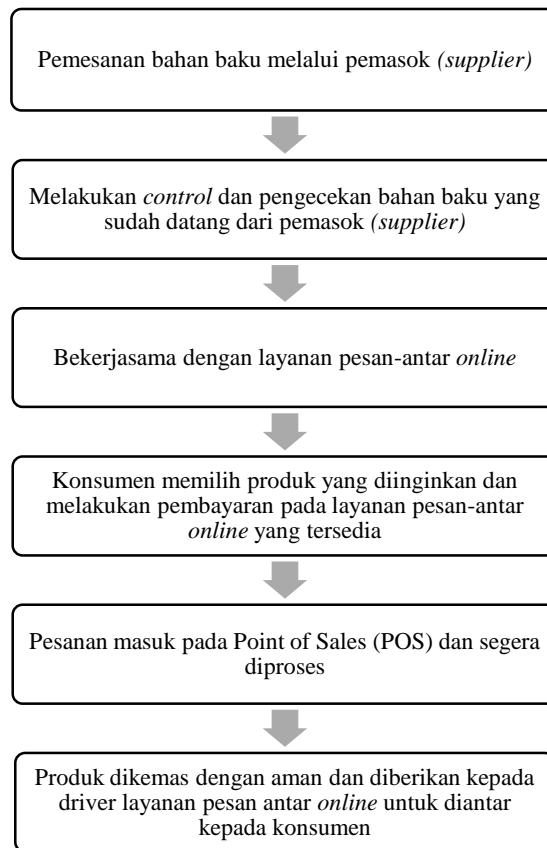 Pemesanan bahan baku melalui pemasok (supplier)
Melakukan control dan pengecekan bahan baku yang
sudah datang dari pemasok (supplier)
Bekerjasama dengan layanan pesan-antar online
Konsumen memilih produk yang diinginkan dan
melakukan pembayaran pada layanan pesan-antar
online yang tersedia
Pesanan masuk pada Point of Sales (POS) dan segera
diproses
Produk dikemas dengan aman dan diberikan kepada
driver layanan pesan antar online untuk diantar
kepada konsumen